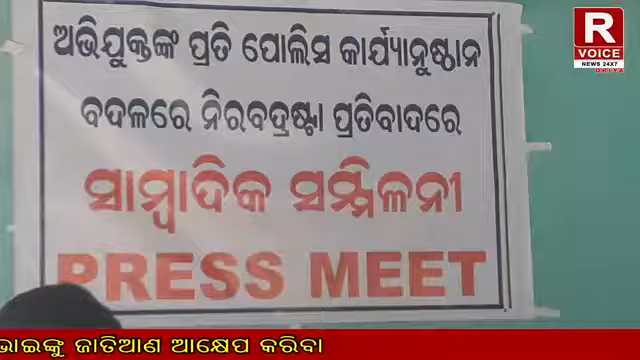 ଅଭିଯୁକ୍ତଙ୍କ ପ୍ରତି ପୋଲିସ କାର୍ଯ୍ୟାନୁଷ୍ଠାନ
ବଦଳରେ ନିରବଦ୍ରଷ୍ଟା ପ୍ରତିବାଦରେ
ସାମ୍ବାଦିକ ସମ୍ମିଳନୀ
PRESS MEET
R
VOICE
NEWS 24X7
ODIYA
ଭାଇଙ୍କୁ ଜାତିଆଣ ଆକ୍ଷେପ କରିବା